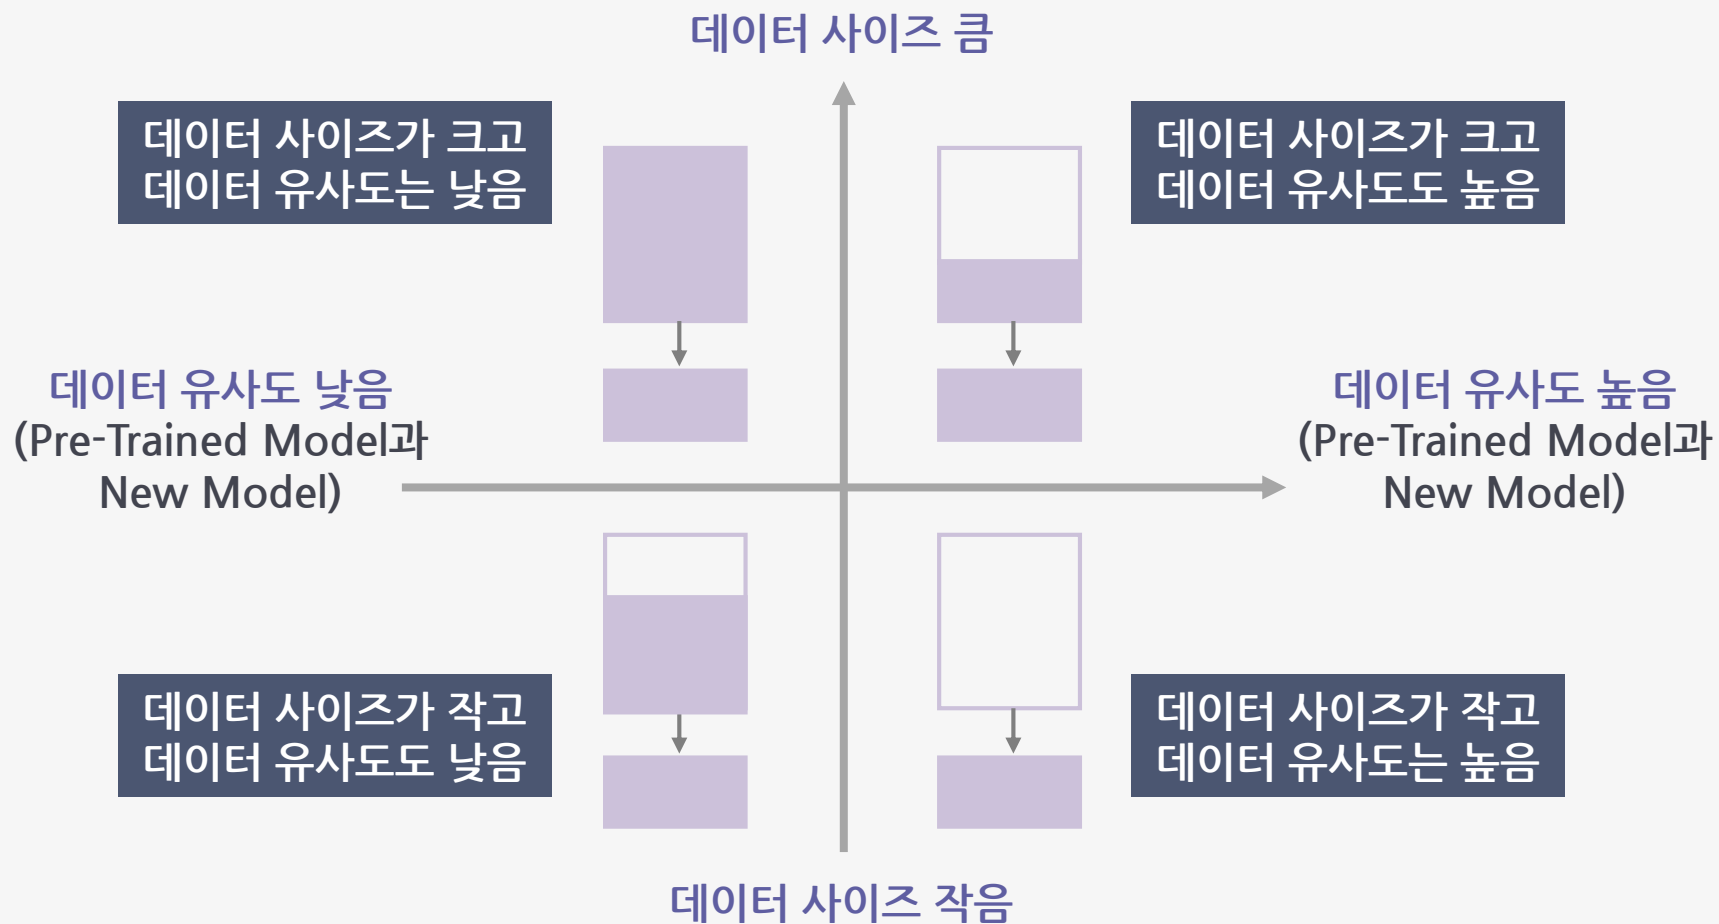 데이터 사이즈 큼
데이터 사이즈가 크고
데이터 유사도는 낮음
데이터 사이즈가 크고
데이터 유사도도 높음
데이터 유사도 낮음
(Pre-Trained Model과
New Model)
데이터 유사도 높음
(Pre-Trained Model과
New Model)
데이터 사이즈가 작고
데이터 유사도도 낮음
데이터 사이즈가 작고
데이터 유사도는 높음
데이터 사이즈 작음